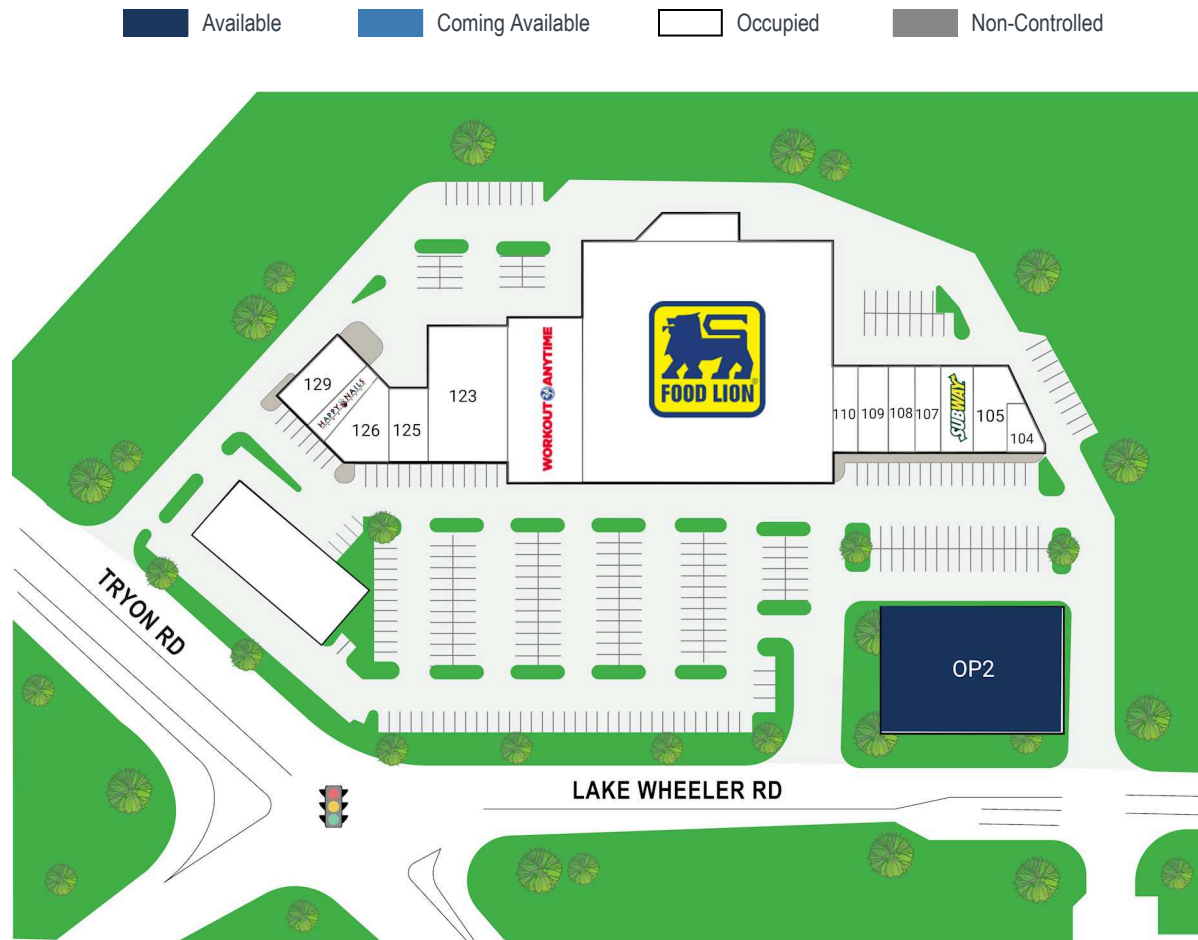 Available
Coming Available
Occupied
Non-Controlled
129
HAPPY NAILS
126
125
123
WORKOUT ANYTIME
FOOD LION®
110
109
108
107
SUBWAY
105
104
TRYON RD
OP2
LAKE WHEELER RD